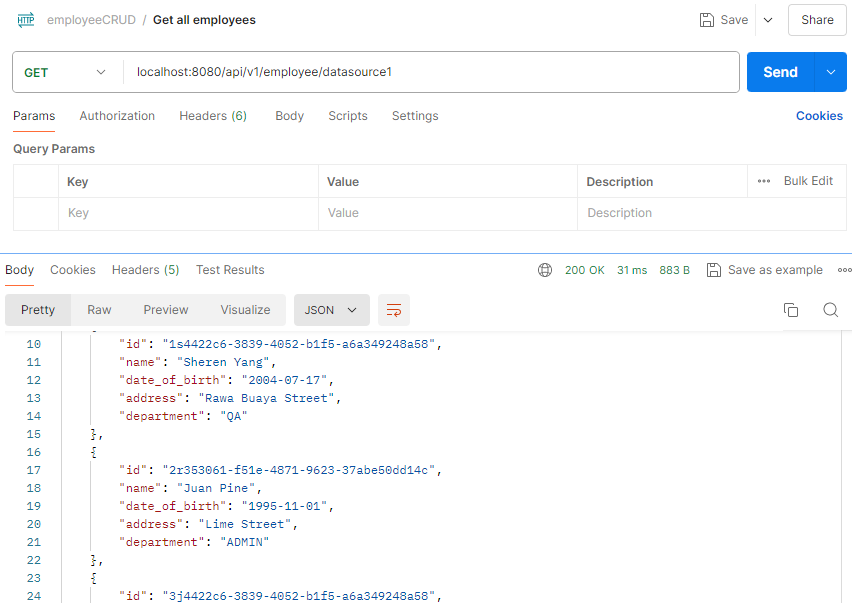 HTTP employeeCRUD / Get all employees Save Share
GET localhost:8080/api/v1/employee/datasource1 Send
Params Authorization Headers (6) Body Scripts Settings Cookies
Query Params
Key Value Description ••• Bulk Edit
Key Value Description
Body Cookies Headers (5) Test Results 200 OK 31 ms 883 B Save as example
Pretty Raw Preview Visualize JSON
10 "id": "1s4422c6-3839-4052-b1f5-a6a349248a58",
11 "name": "Sheren Yang",
12 "date_of_birth": "2004-07-17",
13 "address": "Rawa Buaya Street",
14 "department": "QA"
15 },
16 {
17 "id": "2r353061-f51e-4871-9623-37abe50dd14c",
18 "name": "Juan Pine",
19 "date_of_birth": "1995-11-01",
20 "address": "Lime Street",
21 "department": "ADMIN"
22 },
23 {
24 "id": "3j4422c6-3839-4052-b1f5-a6a349248a58",